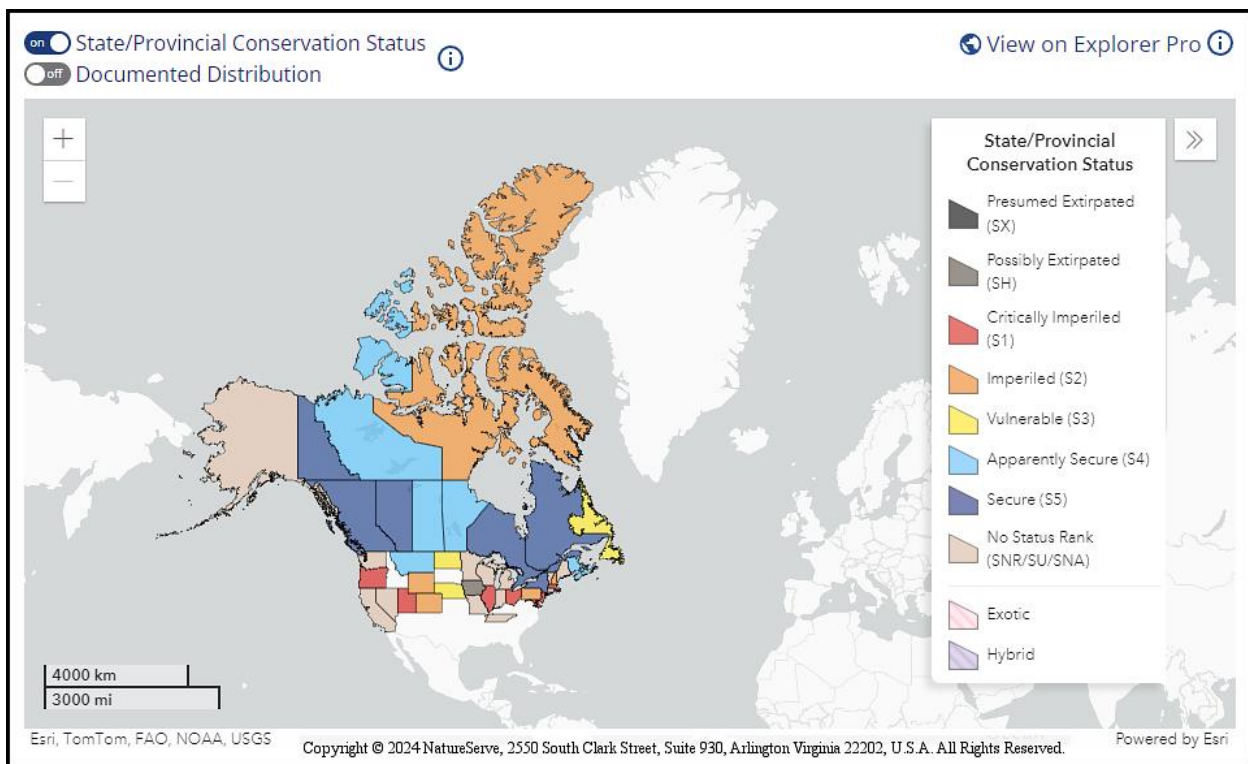 on State/Provincial Conservation Status
off Documented Distribution
View on Explorer Pro
State/Provincial
Conservation Status
Presumed Extirpated
(SX)
Possibly Extirpated
(SH)
Critically Imperiled
(S1)
Imperiled (S2)
Vulnerable (S3)
Apparently Secure (S4)
Secure (S5)
No Status Rank
(SNR/SU/SNA)
Exotic
Hybrid
4000 km
3000 mi
Esri, TomTom, FAO, NOAA, USGS
Copyright © 2024 NatureServe, 2550 South Clark Street, Suite 930, Arlington Virginia 22202, U.S.A. All Rights Reserved.
Powered by Esri